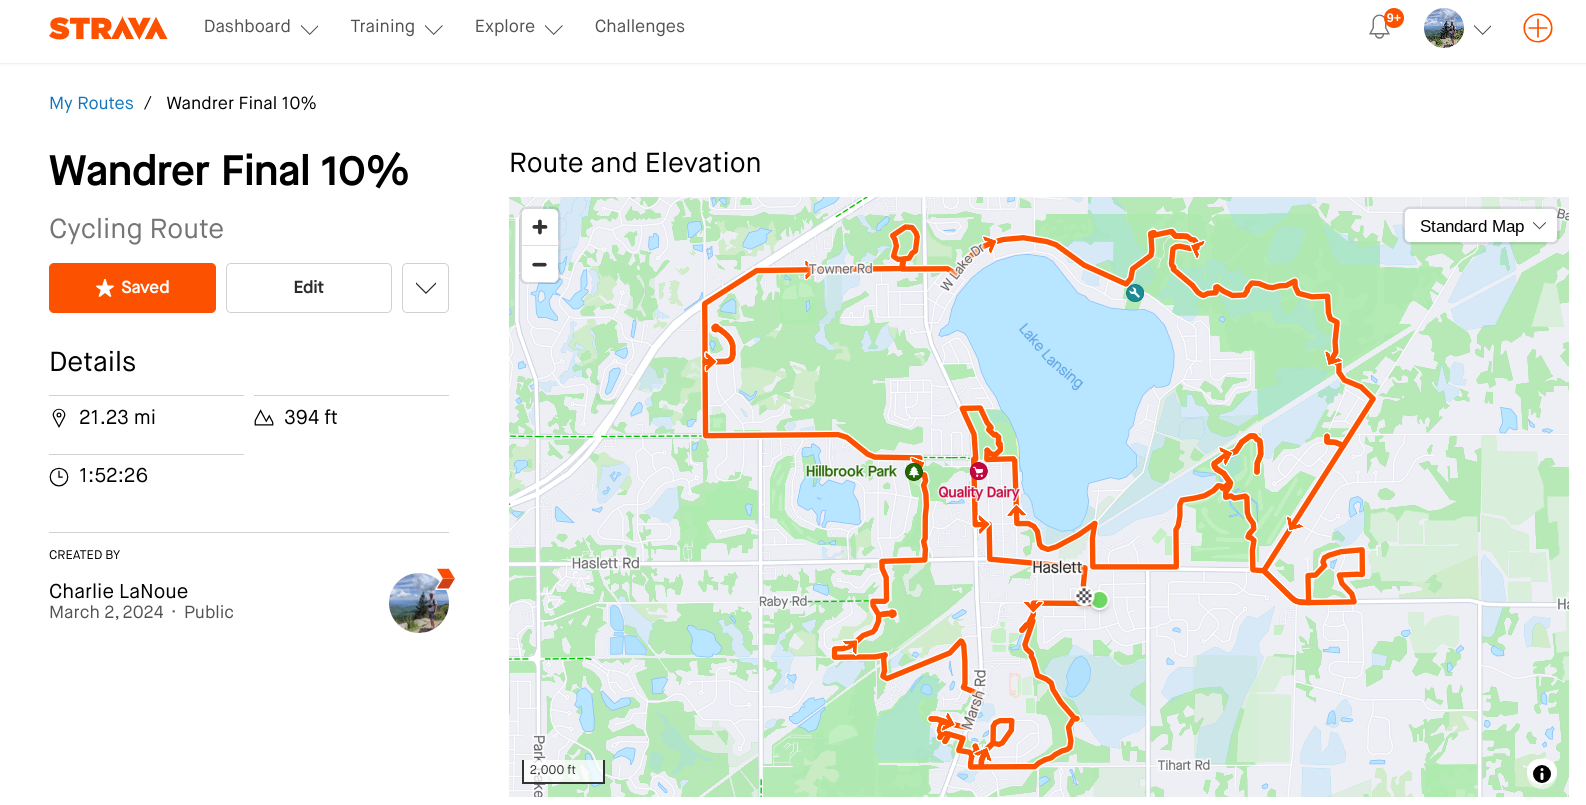 STRAVA Dashboard Training Explore Challenges 9+
My Routes / Wandrer Final 10%
Wandrer Final 10%
Cycling Route
Saved Edit
Details
21.23 mi 394 ft
1:52:26
CREATED BY
Charlie LaNoue
March 2, 2024 · Public
Route and Elevation
+
−
Standard Map
Ba
Towner Rd
W Lake D
Lake Lansing
Hillbrook Park
Quality Dairy
Haslett Rd
Haslett
Raby Rd
Ha
Marsh Rd
Park Lake
Tihart Rd
2,000 ft
i